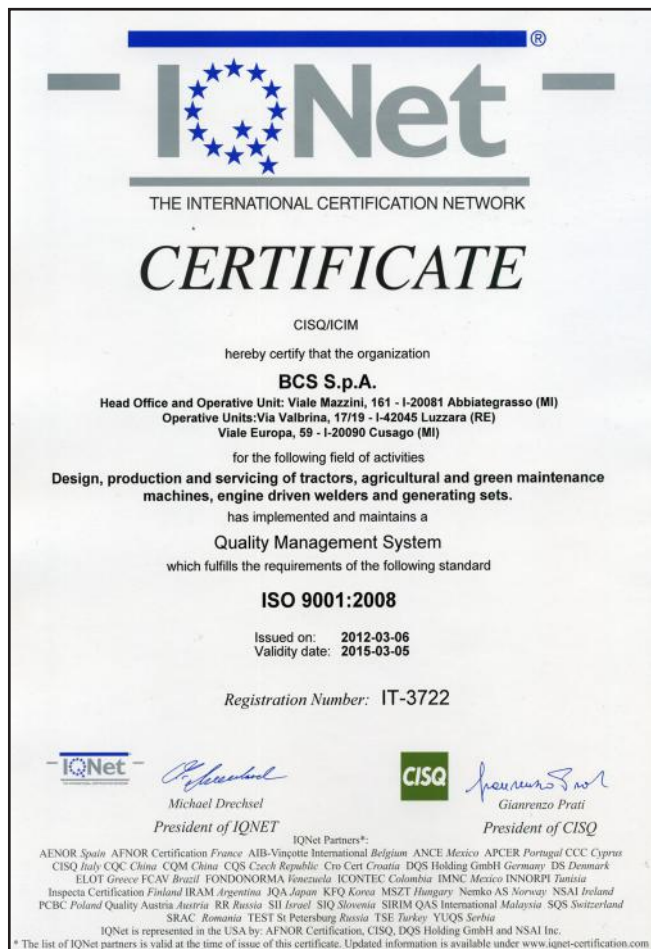 IQNet®
THE INTERNATIONAL CERTIFICATION NETWORK
CERTIFICATE
CISQ/ICIM
hereby certify that the organization
BCS S.p.A.
Head Office and Operative Unit: Viale Mazzini, 161 - I-20081 Abbiategrasso (MI)
Operative Units:Via Valbrina, 17/19 - I-42045 Luzzara (RE)
Viale Europa, 59 - I-20090 Cusago (MI)
for the following field of activities
Design, production and servicing of tractors, agricultural and green maintenance
machines, engine driven welders and generating sets.
has implemented and maintains a
Quality Management System
which fulfills the requirements of the following standard
ISO 9001:2008
Issued on: 2012-03-06
Validity date: 2015-03-05
Registration Number: IT-3722
IQNet
CISQ
Michael Drechsel
Gianrenzo Prati
President of IQNET
President of CISQ
IQNet Partners*:
AENOR Spain AFNOR Certification France AIB-Vinçotte International Belgium ANCE Mexico APCER Portugal CCC Cyprus
CISQ Italy CQC China CQM China CQS Czech Republic Cro Cert Croatia DQS Holding GmbH Germany DS Denmark
ELOT Greece FCAV Brazil FONDONORMA Venezuela ICONTEC Colombia IMNC Mexico INNORPI Tunisia
Inspecta Certification Finland IRAM Argentina JQA Japan KFQ Korea MSZT Hungary Nemko AS Norway NSAI Ireland
PCBC Poland Quality Austria Austria RR Russia SII Israel SIQ Slovenia SIRIM QAS International Malaysia SQS Switzerland
SRAC Romania TEST St Petersburg Russia TSE Turkey YUQS Serbia
IQNet is represented in the USA by: AFNOR Certification, CISQ, DQS Holding GmbH and NSAI Inc.
* The list of IQNet partners is valid at the time of issue of this certificate. Updated information is available under www.iqnet-certification.com